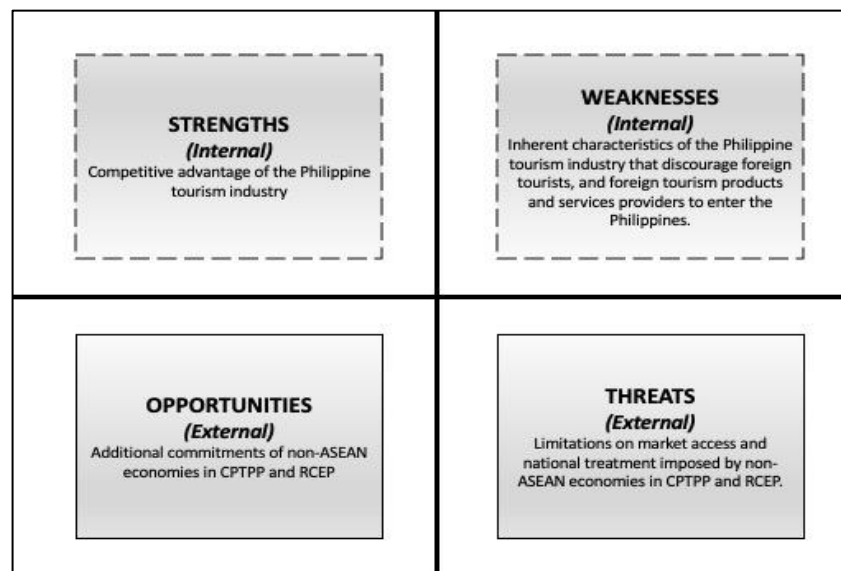 STRENGTHS
(Internal)
Competitive advantage of the Philippine
tourism industry
WEAKNESSES
(Internal)
Inherent characteristics of the Philippine
tourism industry that discourage foreign
tourists, and foreign tourism products
and services providers to enter the
Philippines.
OPPORTUNITIES
(External)
Additional commitments of non-ASEAN
economies in CPTPP and RCEP
THREATS
(External)
Limitations on market access and
national treatment imposed by non-
ASEAN economies in CPTPP and RCEP.